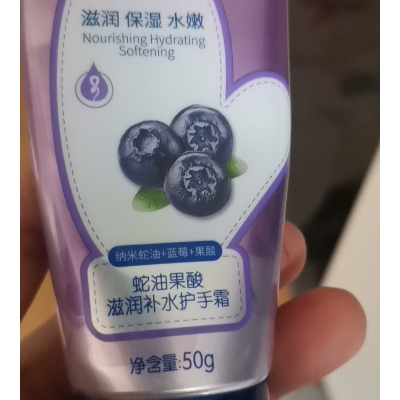 滋润 保湿 水嫩
Nourishing Hydrating
Softening
纳米蛇油+蓝莓+果酸
蛇油果酸
滋润补水护手霜
净含量:50g